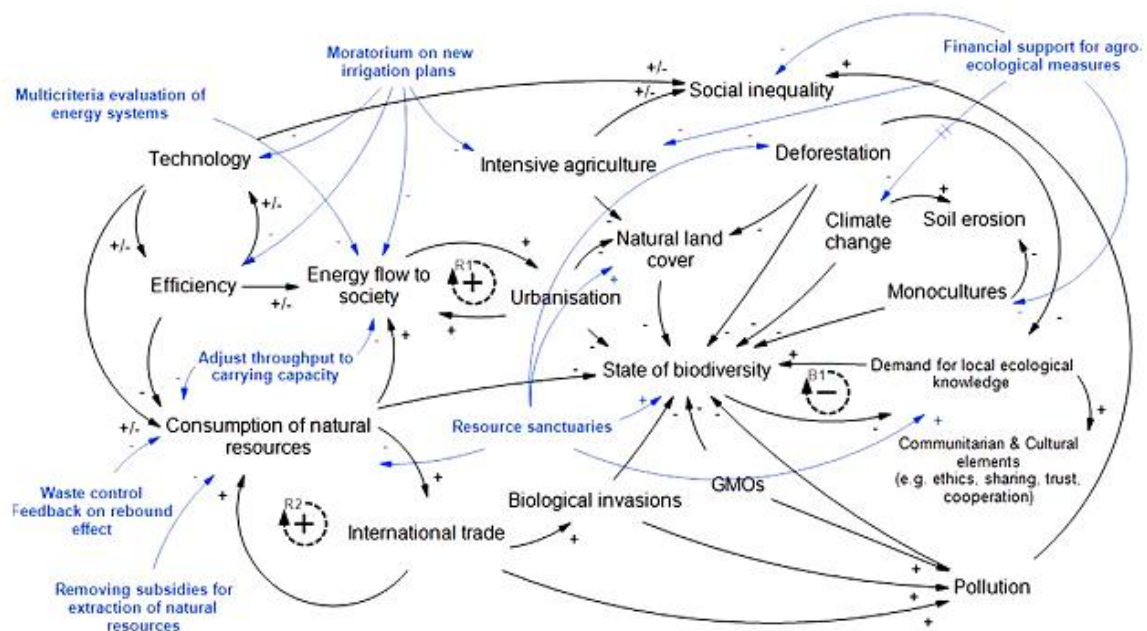 Moratorium on new
irrigation plans
Financial support for agro-
ecological measures
Multicriteria evaluation of
energy systems
+/-
+/-
+
Social inequality
Technology
Intensive agriculture
Deforestation
+/-
+/-
Natural land
cover
Climate
change
+
Soil erosion
Efficiency
+/-
Energy flow to
society
R1
+
+
+
Urbanisation
+
Monocultures
Adjust throughput to
carrying capacity
+
State of biodiversity
+
B1
-
Demand for local ecological
knowledge
+/-
Consumption of natural
resources
Resource sanctuaries
+
+
+
Communitarian & Cultural
elements
(e.g. ethics, sharing, trust,
cooperation)
Waste control
Feedback on rebound
effect
+
R2
+
+
International trade
Biological invasions
GMOs
+
Removing subsidies for
extraction of natural
resources
+
+
+
Pollution